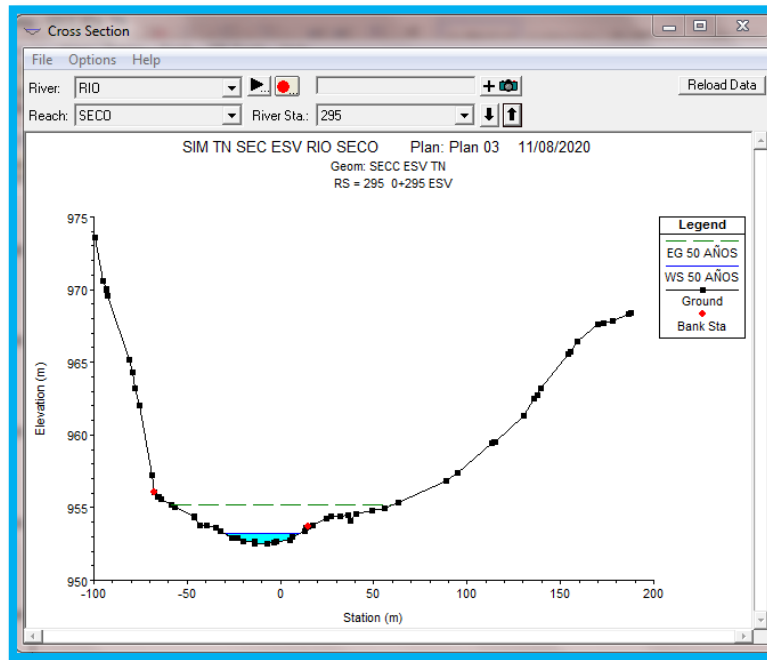 Cross Section
File Options Help
River: RIO
Reload Data
Reach: SECO River Sta.: 295
SIM TN SEC ESV RIO SECO Plan: Plan 03 11/08/2020
Geom: SECC ESV TN
RS = 295 0+295 ESV
975
970
965
960
955
950
Elevation (m)
-100 -50 0 50 100 150 200
Station (m)
Legend
EG 50 AÑOS
WS 50 AÑOS
Ground
Bank Sta